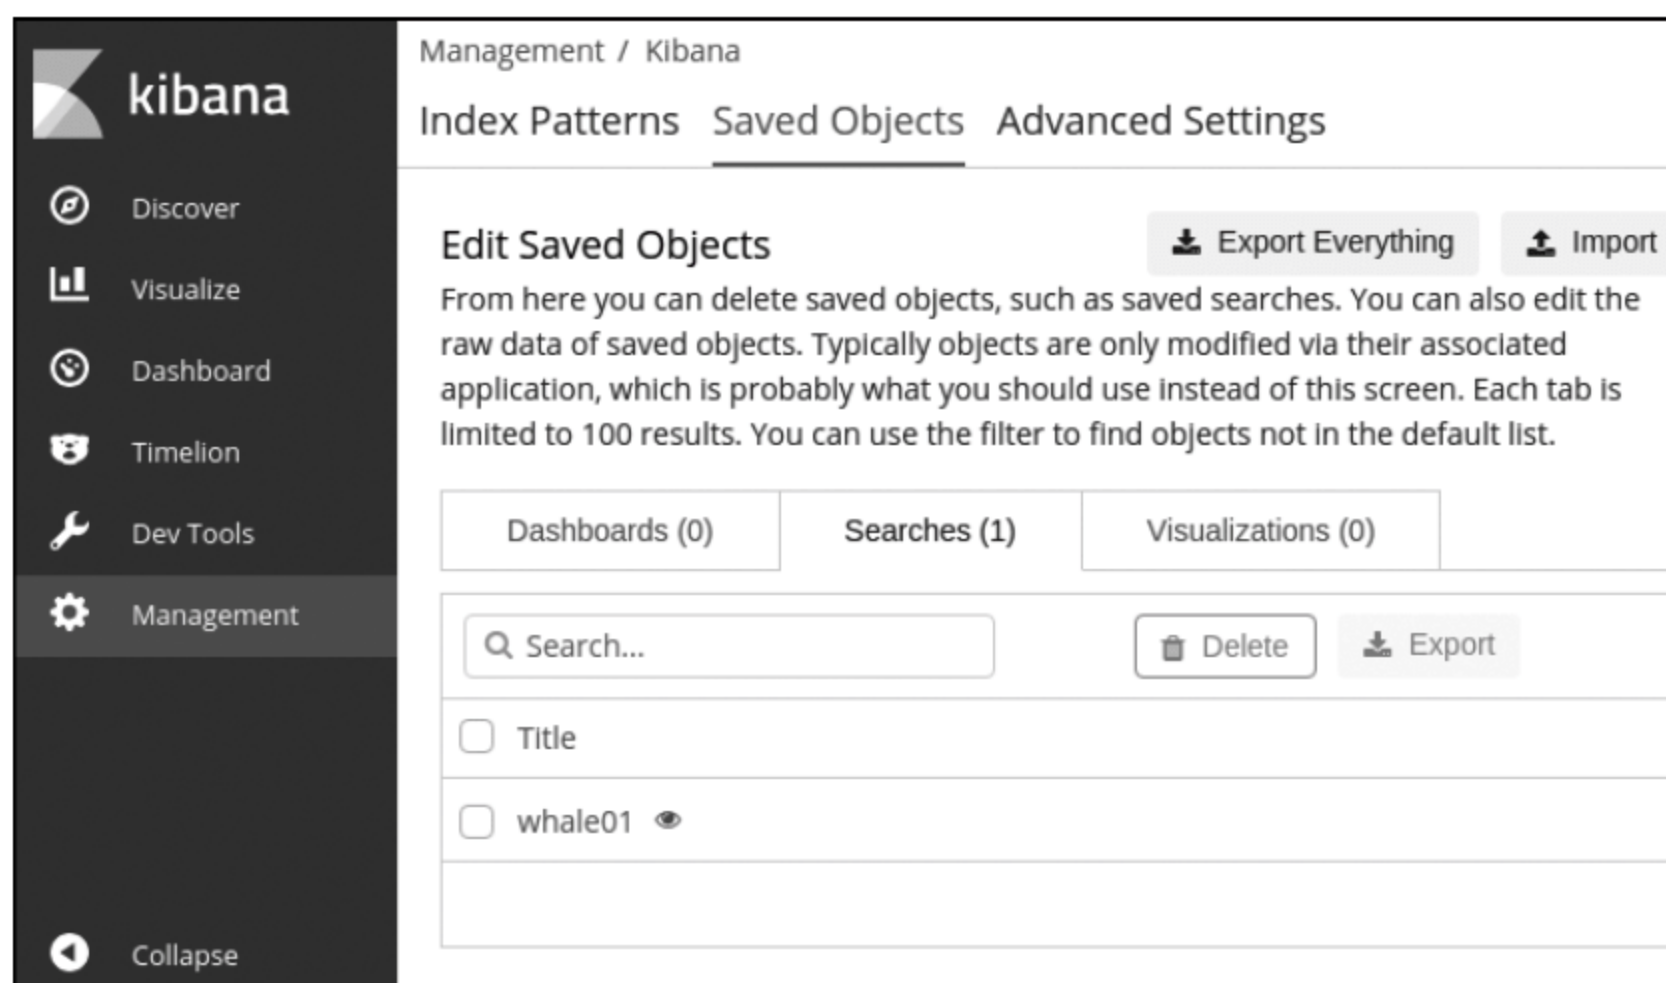 kibana
Discover
Visualize
Dashboard
Timelion
Dev Tools
Management
Collapse
Management / Kibana
Index Patterns Saved Objects Advanced Settings
Edit Saved Objects
Export Everything
Import
From here you can delete saved objects, such as saved searches. You can also edit the
raw data of saved objects. Typically objects are only modified via their associated
application, which is probably what you should use instead of this screen. Each tab is
limited to 100 results. You can use the filter to find objects not in the default list.
Dashboards (0) Searches (1) Visualizations (0)
Search... Delete Export
Title
whale01